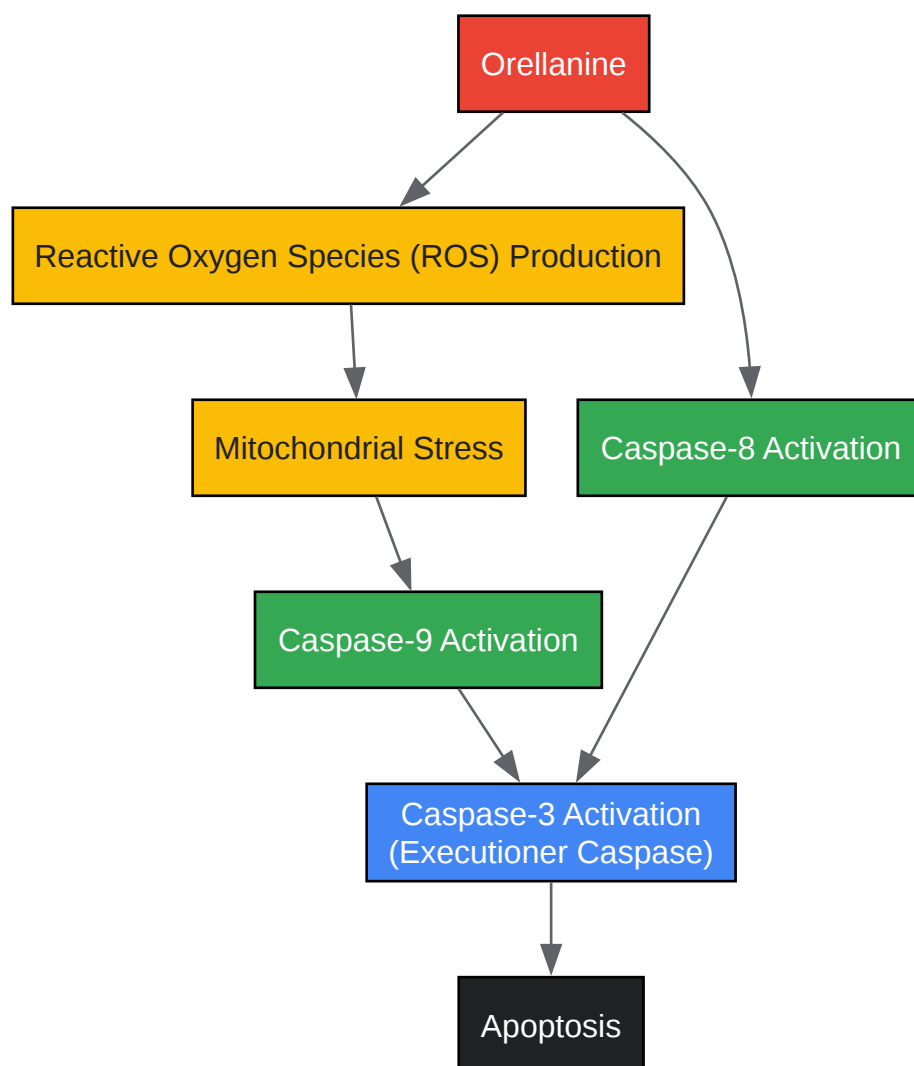 Orellanine
Reactive Oxygen Species (ROS) Production
Mitochondrial Stress
Caspase-8 Activation
Caspase-9 Activation
Caspase-3 Activation
(Executioner Caspase)
Apoptosis